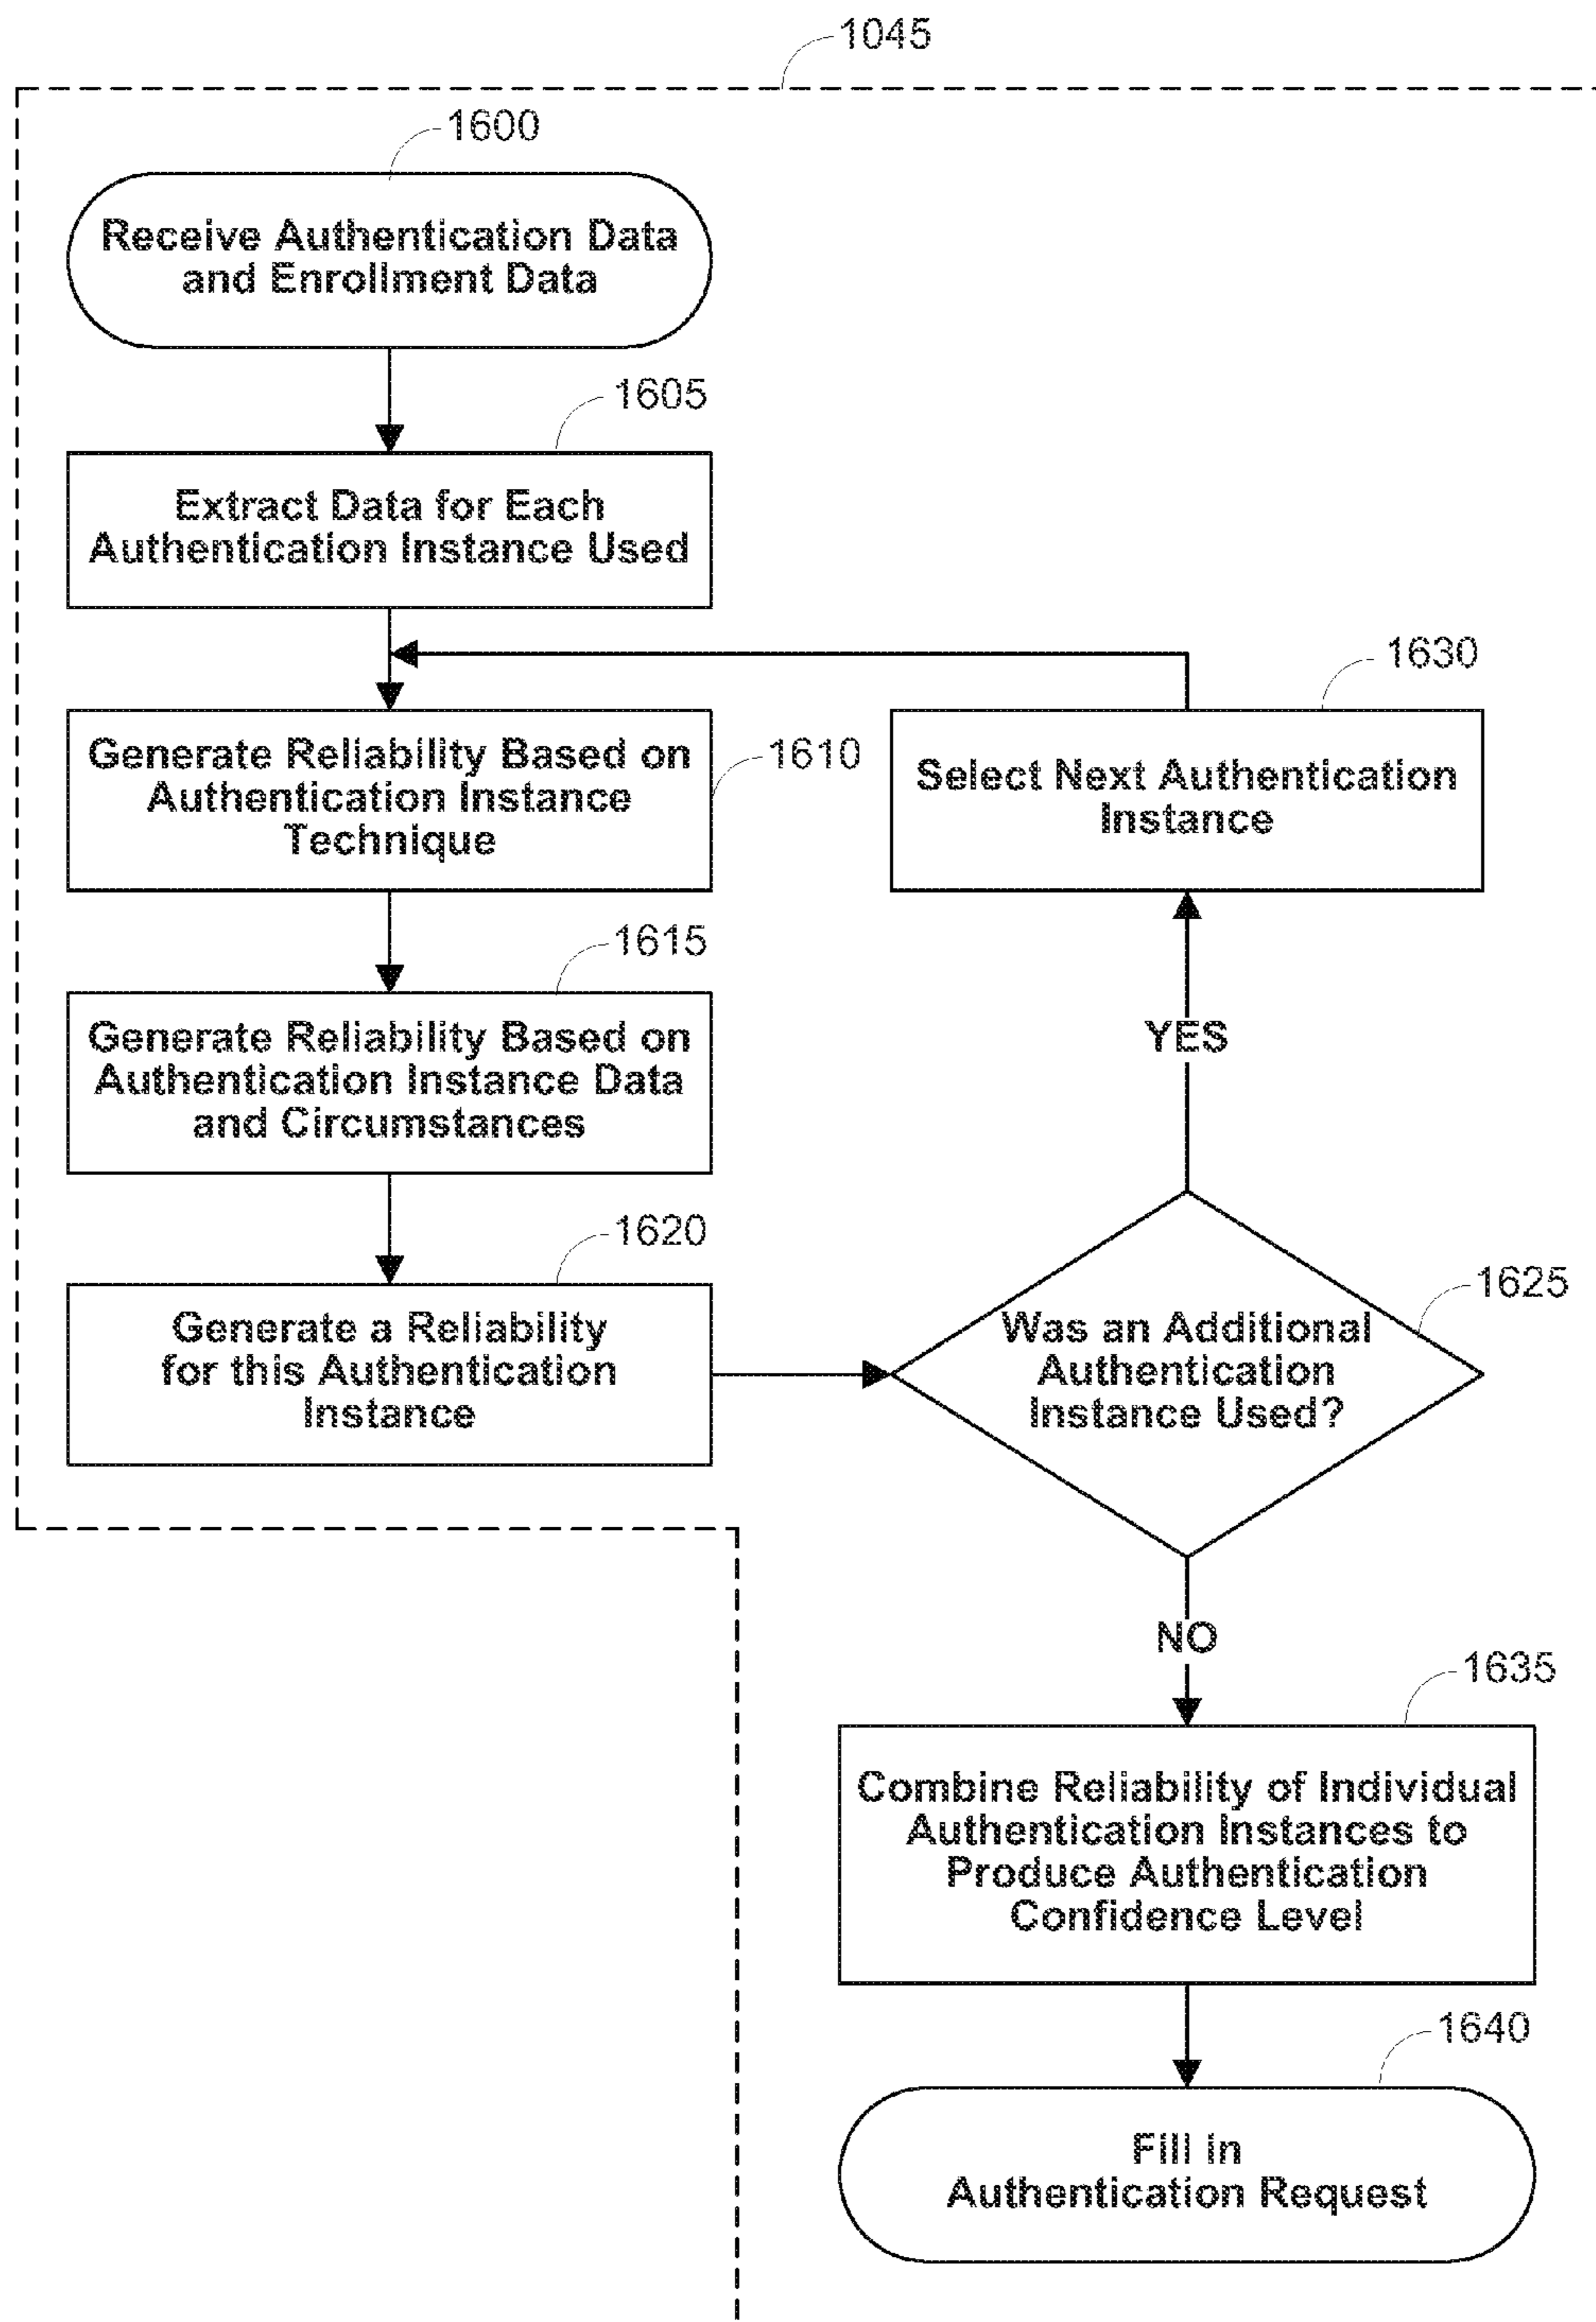 1045
1600
Receive Authentication Data
and Enrollment Data
1605
Extract Data for Each
Authentication Instance Used
1630
Generate Reliability Based on
Authentication Instance
Technique
1610
Select Next Authentication
Instance
1615
Generate Reliability Based on
Authentication Instance Data
and Circumstances
YES
1620
Generate a Reliability
for this Authentication
Instance
1625
Was an Additional
Authentication
Instance Used?
NO
1635
Combine Reliability of Individual
Authentication Instances to
Produce Authentication
Confidence Level
1640
Fill in
Authentication Request